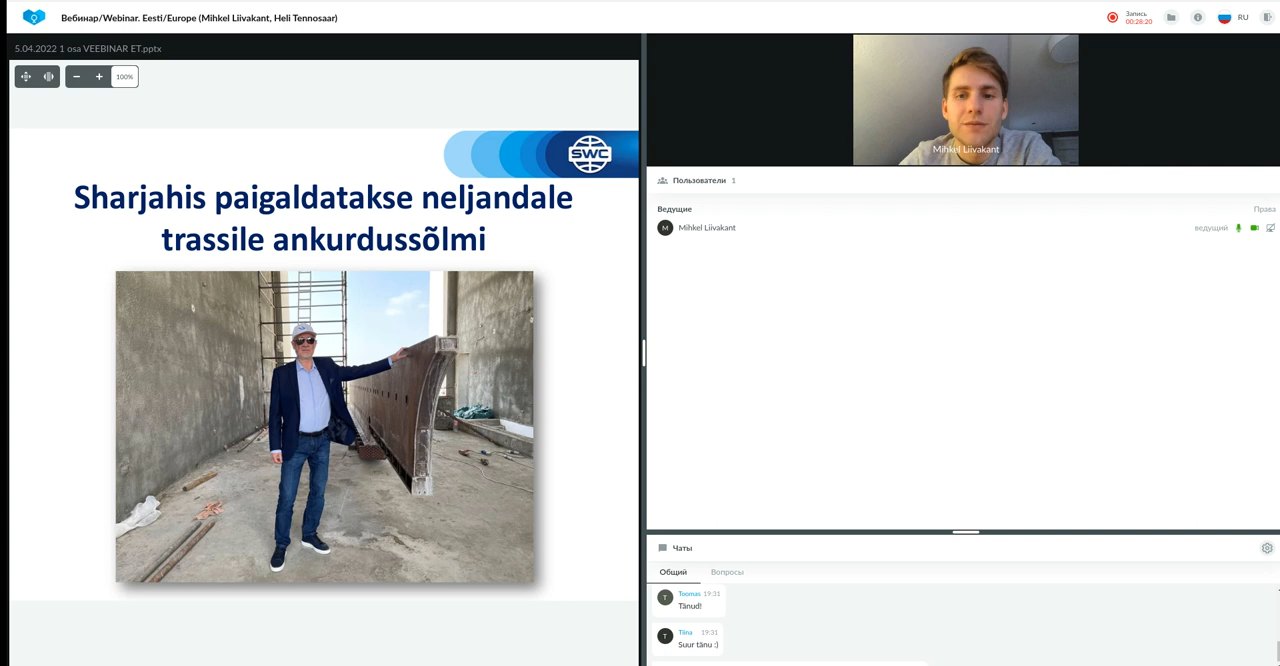 Вебинар/Webinar. Eesti/Europe (Mihkel Liivakant, Heli Tennosaar)
Запись
00:28:20
RU
5.04.2022 1 osa VEEBINAR ET.pptx
100%
SWC
Sharjahis paigaldatakse neljandale
trassile ankurdussõlmi
Mihkel Liivakant
Пользователи 1
Ведущие
Права
M
Mihkel Liivakant
ведущий
Чаты
Общий
Вопросы
T
Toomas 19:31
Tänud!
T
Tiina 19:31
Suur tänu :)